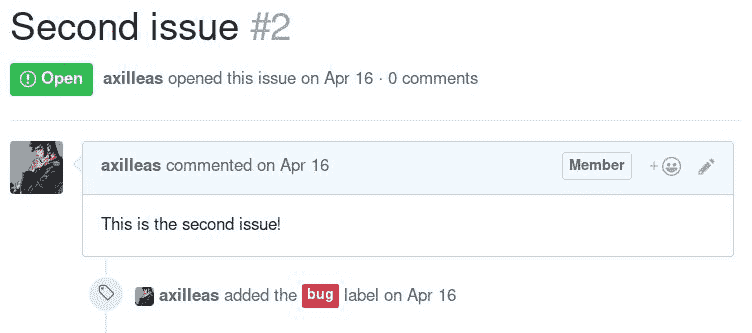 Second issue #2
Open axilleas opened this issue on Apr 16 · 0 comments
axilleas commented on Apr 16 Member +
This is the second issue!
axilleas added the bug label on Apr 16